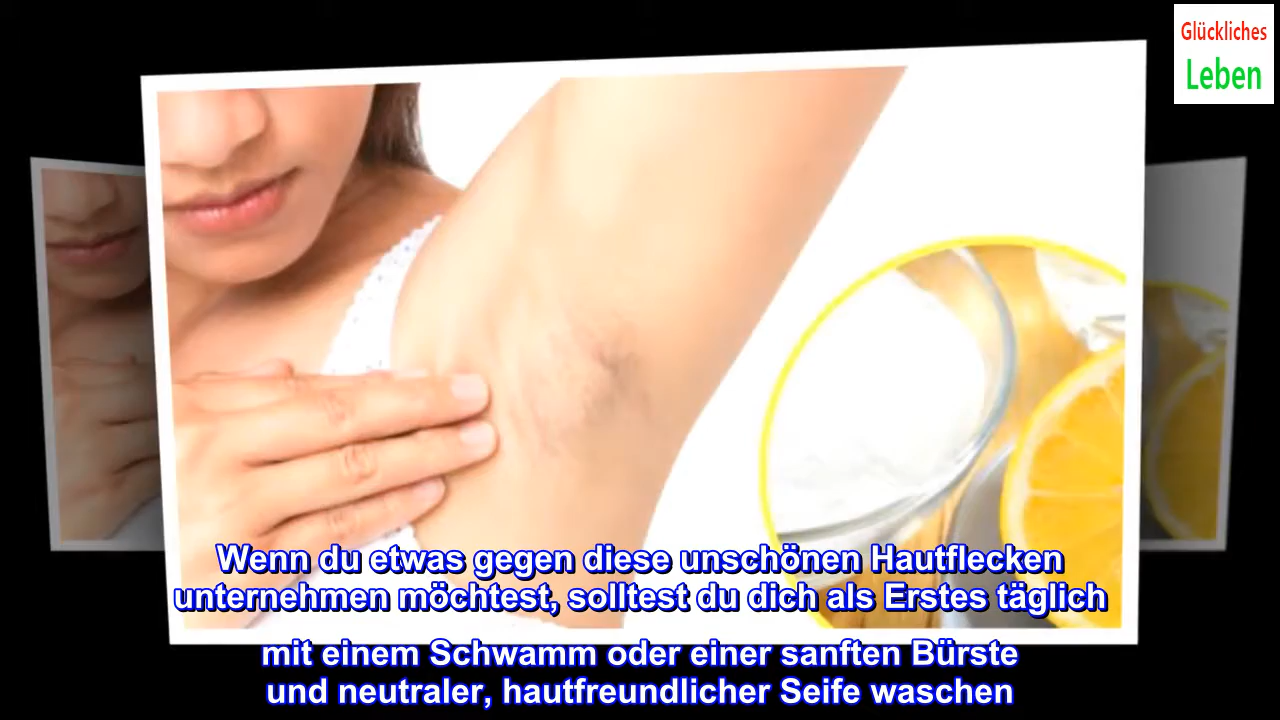 Glückliches
Leben
Wenn du etwas gegen diese unschönen Hautflecken
unternehmen möchtest, solltest du dich als Erstes täglich
mit einem Schwamm oder einer sanften Bürste
und neutraler, hautfreundlicher Seife waschen